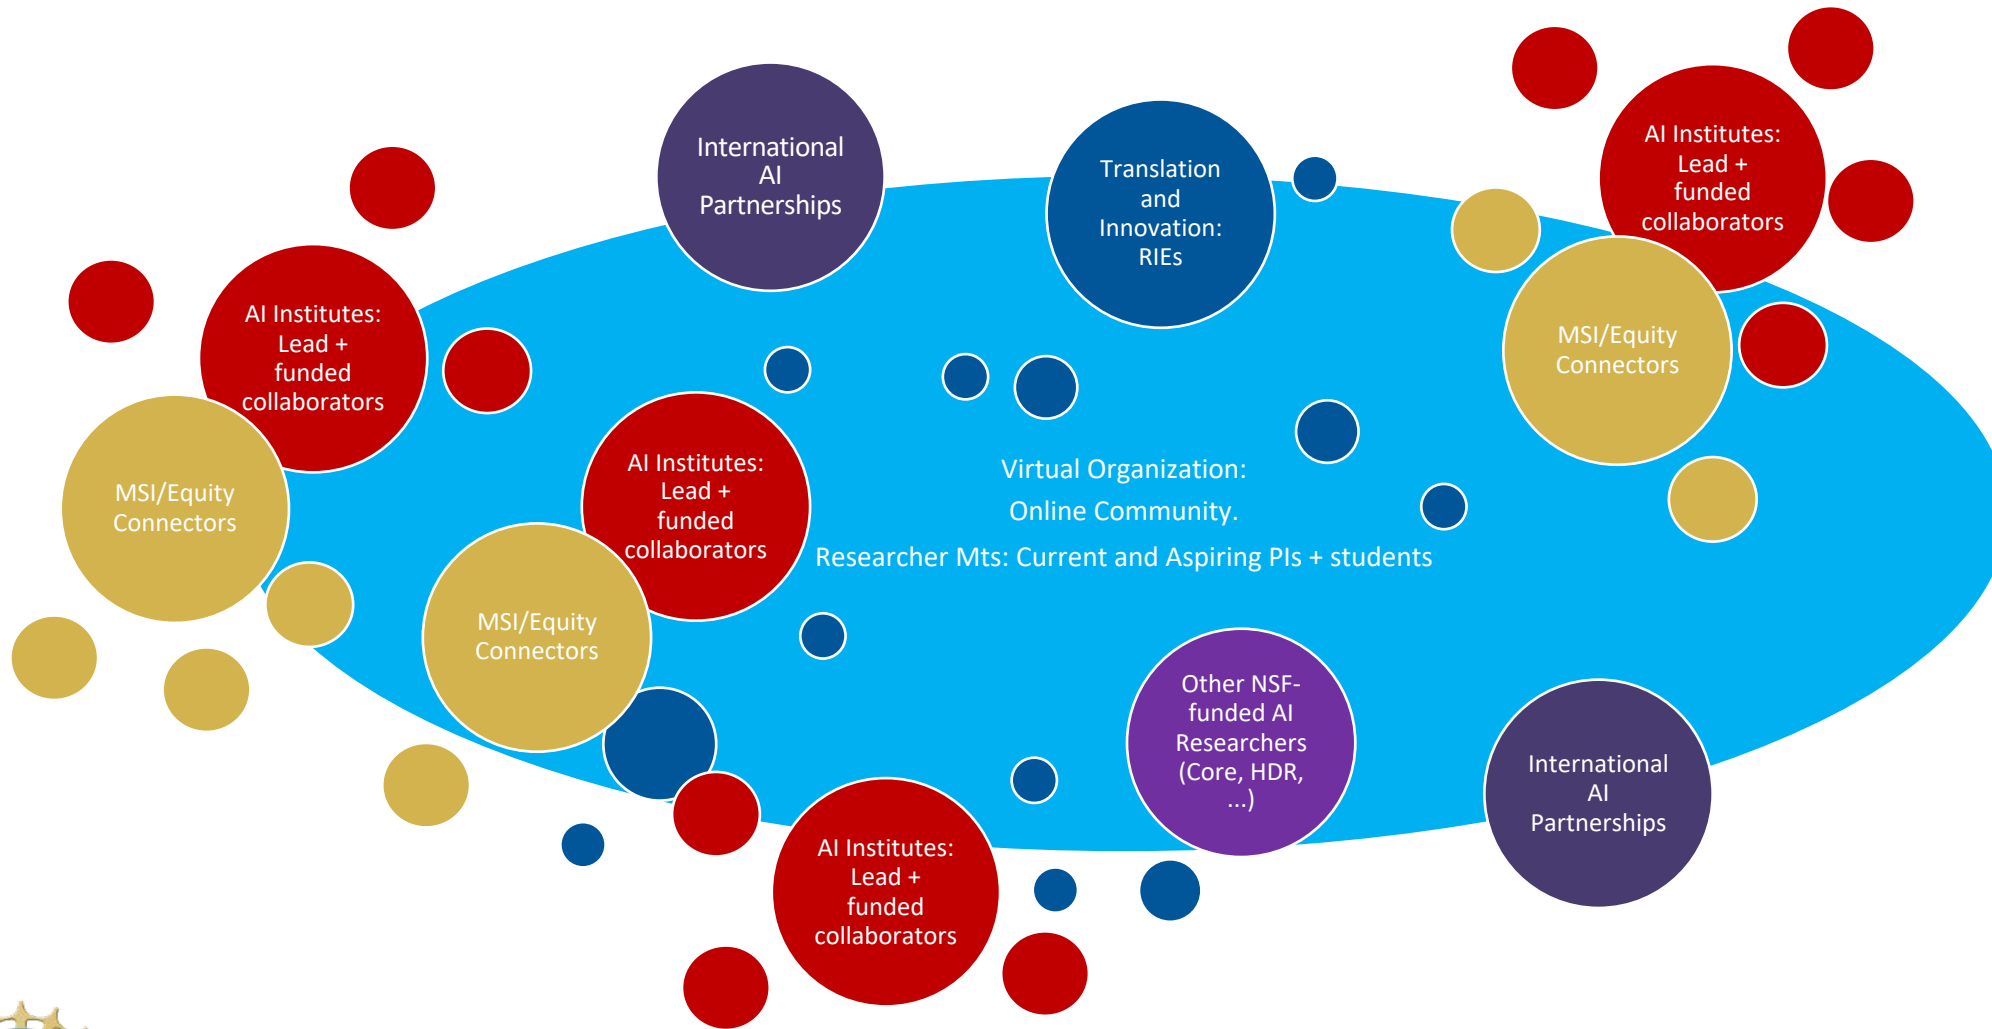 International
AI
Partnerships
Translation
and
Innovation:
RIEs
AI Institutes:
Lead +
funded
collaborators
AI Institutes:
Lead +
funded
collaborators
MSI/Equity
Connectors
MSI/Equity
Connectors
AI Institutes:
Lead +
funded
collaborators
Virtual Organization:
Online Community.
Researcher Mts: Current and Aspiring PIs + students
MSI/Equity
Connectors
Other NSF-
funded AI
Researchers
(Core, HDR,
...)
International
AI
Partnerships
AI Institutes:
Lead +
funded
collaborators